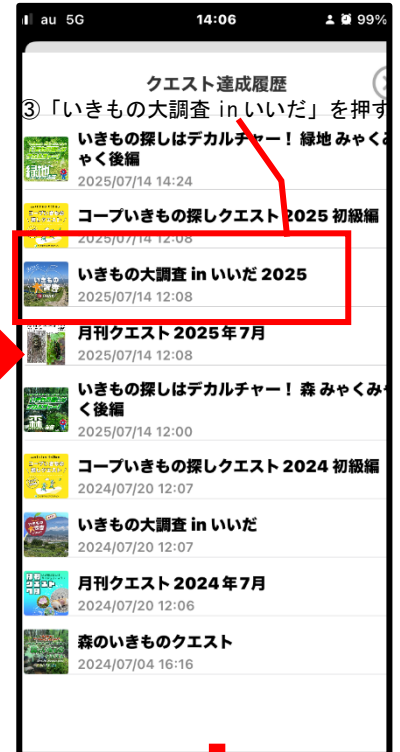 au 5G 14:06 99%
クエスト達成履歴
③「いきもの大調査 in いいだ」を押す
いきもの探しはデカルチャー！ 緑地 みゃくみ
ゃく後編
2025/07/14 14:24
コープいきもの探しクエスト 2025 初級編
2025/07/14 12:08
いきもの大調査 in いいだ 2025
2025/07/14 12:08
月刊クエスト 2025年7月
2025/07/14 12:08
いきもの探しはデカルチャー！ 森 みゃくみゃ
く後編
2025/07/14 12:00
コープいきもの探しクエスト 2024 初級編
2024/07/20 12:07
いきもの大調査 in いいだ
2024/07/20 12:07
月刊クエスト 2024年7月
2024/07/20 12:06
森のいきものクエスト
2024/07/04 16:16